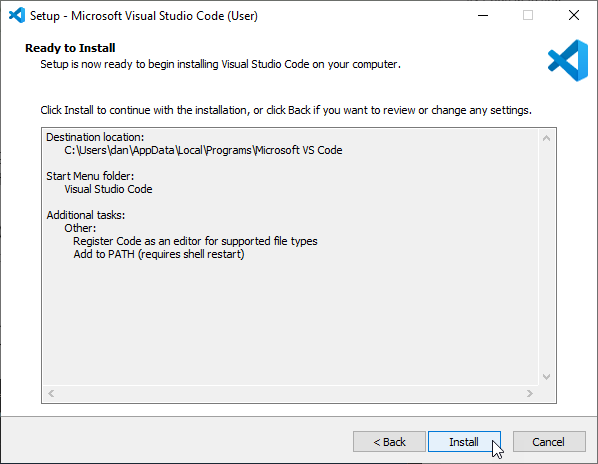 Setup - Microsoft Visual Studio Code (User)
Ready to Install
Setup is now ready to begin installing Visual Studio Code on your computer.
Click Install to continue with the installation, or click Back if you want to review or change any settings.
Destination location:
C:\Users\dan\AppData\Local\Programs\Microsoft VS Code
Start Menu folder:
Visual Studio Code
Additional tasks:
Other:
Register Code as an editor for supported file types
Add to PATH (requires shell restart)
< Back Install Cancel